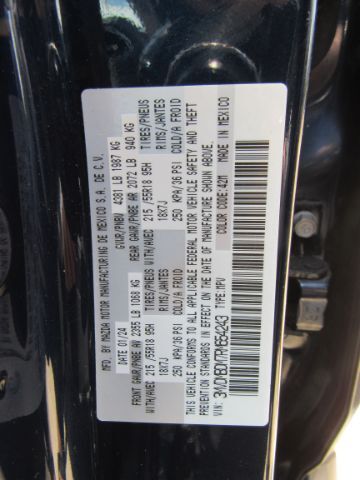 MFG. BY MAZDA MOTOR MANUFACTURING DE MEXICO S.A. DE C.V.
DATE: 01/24 GVWR/PNBV 4381 LB 1987 KG
FRONT GAWR/PNBE AV 2355 LB 1068 KG REAR GAWR/PNBE AR 2072 LB 940 KG
WITH/AVEC 215/55R18 95H TIRES/PNEUS WITH/AVEC 215/55R18 95H TIRES/PNEUS
18X7J RIMS/JANTES 18X7J RIMS/JANTES
250 KPA/36 PSI COLD/A FROID 250 KPA/36 PSI COLD/A FROID
THIS VEHICLE CONFORMS TO ALL APPLICABLE FEDERAL MOTOR VEHICLE SAFETY AND THEFT
PREVENTION STANDARDS IN EFFECT ON THE DATE OF MANUFACTURE SHOWN ABOVE.
VIN: TYPE:MPV COLOR CODE:42M MADE IN MEXICO